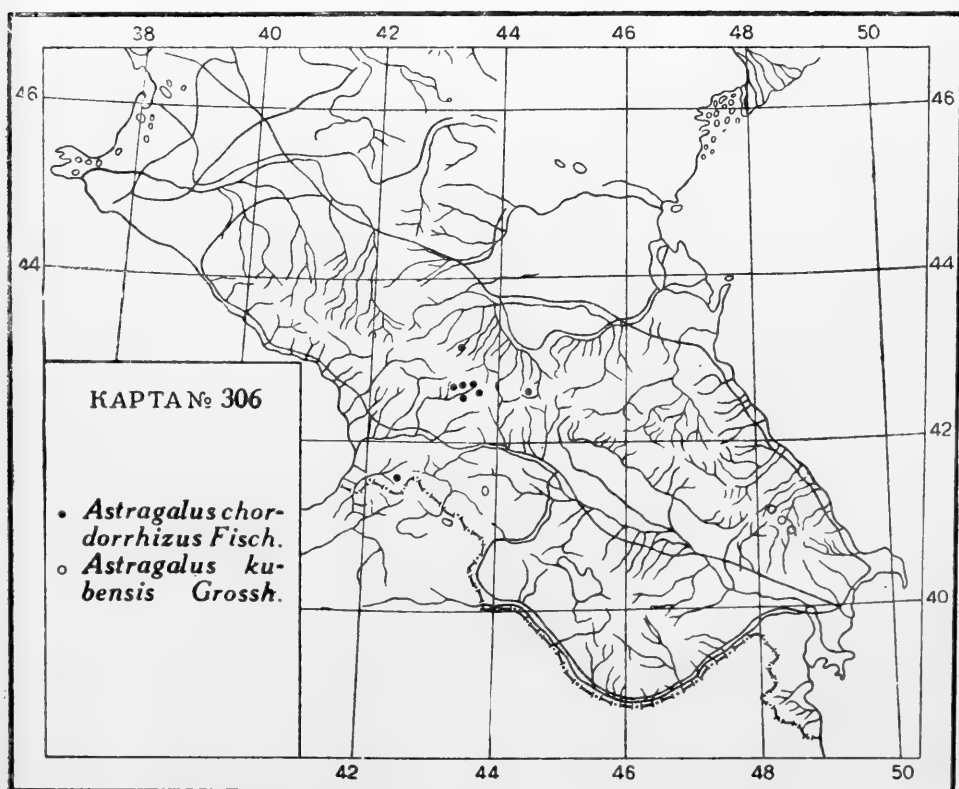 38 40 42 44 46 48 50
46 46
44 44
КАРТА № 306
42
• Astragalus chor-
dorrhizus Fisch.
○ Astragalus ku-
bensis Grossh.
40
42 44 46 48 50